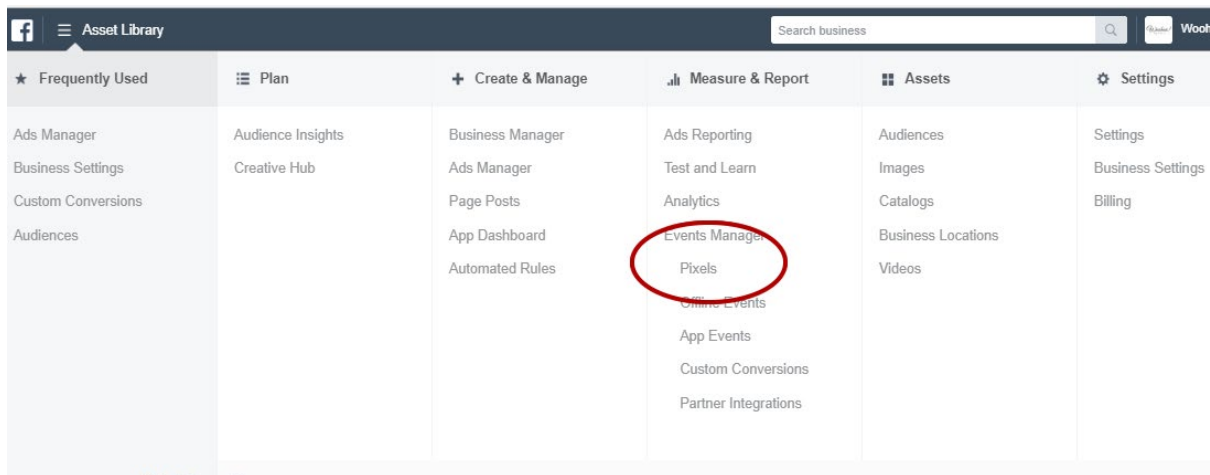 f Asset Library Search business Wooh
Frequently Used
Ads Manager
Business Settings
Custom Conversions
Audiences
Plan
Audience Insights
Creative Hub
Create & Manage
Business Manager
Ads Manager
Page Posts
App Dashboard
Automated Rules
Measure & Report
Ads Reporting
Test and Learn
Analytics
Events Manager
Pixels
Offline Events
App Events
Custom Conversions
Partner Integrations
Assets
Audiences
Images
Catalogs
Business Locations
Videos
Settings
Settings
Business Settings
Billing